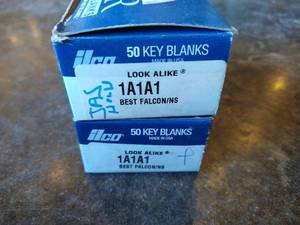 ilco
50 KEY BLANKS
MADE IN USA
LOOK ALIKE®
1A1A1
BEST FALCON/NS
ilco
50 KEY BLANKS
MADE IN USA
LOOK ALIKE®
1A1A1
BEST FALCON/NS